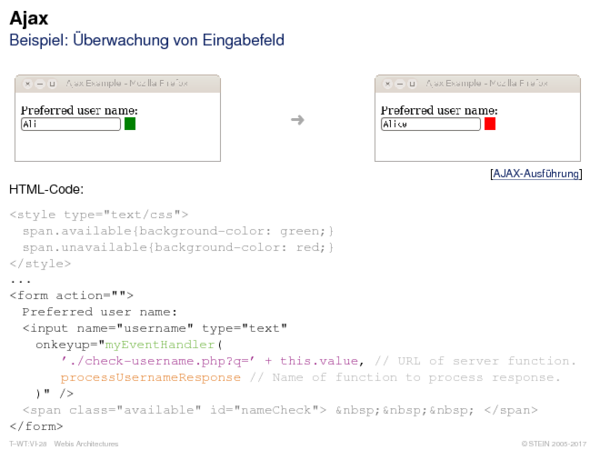 Ajax
Beispiel: Überwachung von Eingabefeld
× – Ajax Example - Mozilla Firefox
Preferred user name:
Ali
➔
× – Ajax Example - Mozilla Firefox
Preferred user name:
Alice
[AJAX-Ausführung]
HTML-Code:
<style type="text/css">
span.available{background-color: green;}
span.unavailable{background-color: red;}
</style>
...
<form action="">
Preferred user name:
<input name="username" type="text"
onkeyup="myEventHandler(
’./check-username.php?q=’ + this.value, // URL of server function.
processUsernameResponse // Name of function to process response.
)" />
<span class="available" id="nameCheck"> &nbsp;&nbsp;&nbsp; </span>
</form>
T-WT:VI-28 Webis Architectures
© STEIN 2005-2017